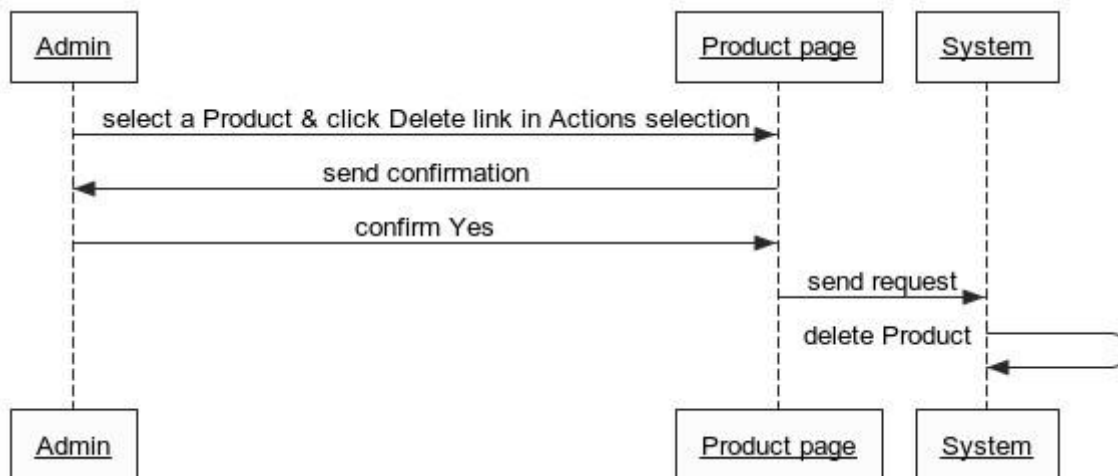 Admin
Product page
System
select a Product & click Delete link in Actions selection
send confirmation
confirm Yes
send request
delete Product
Admin
Product page
System